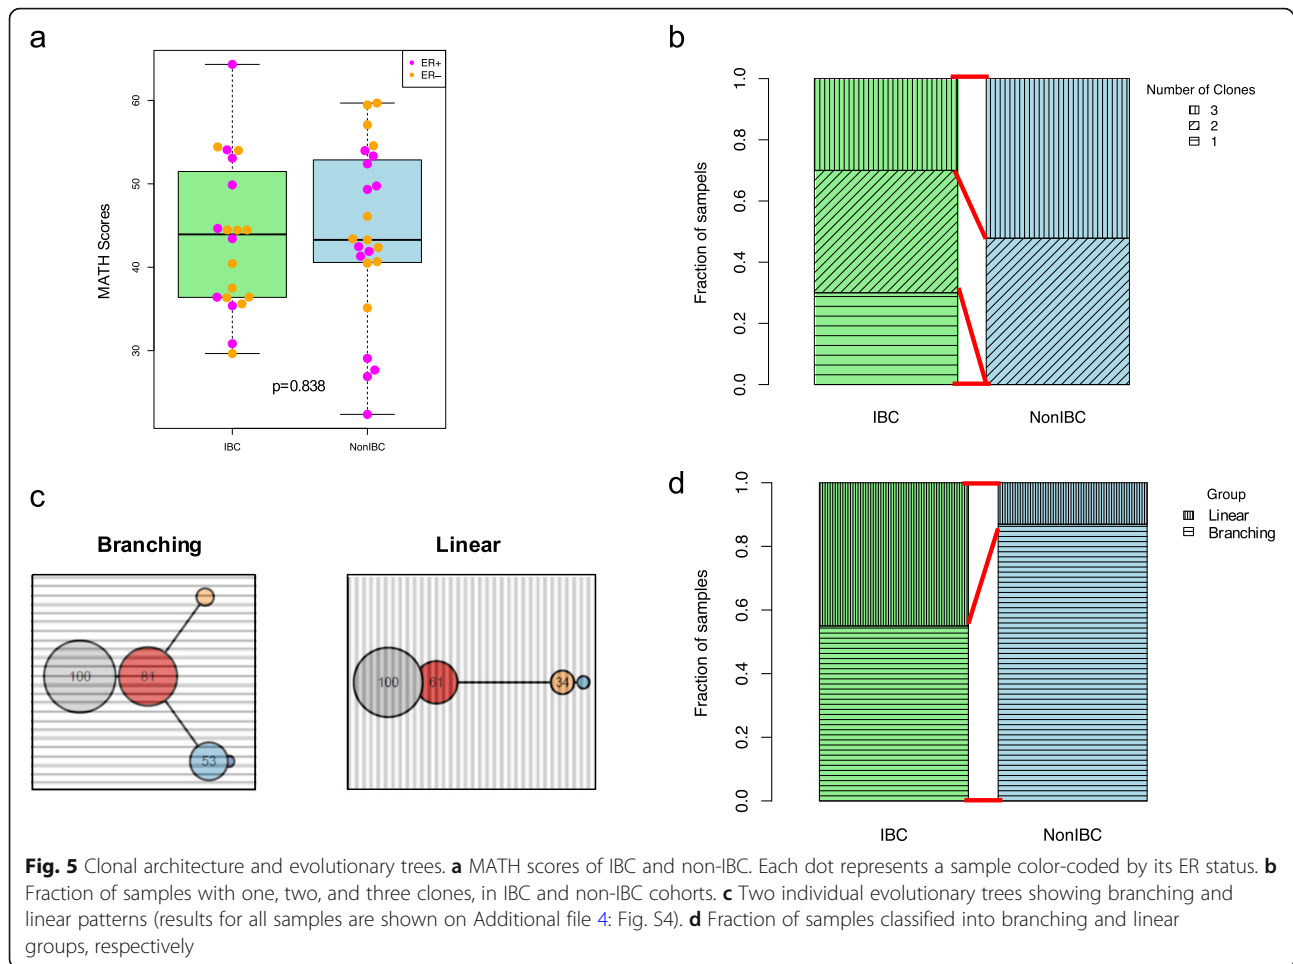 a
ER+
ER–
MATH Scores
60
50
40
30
p=0.838
IBC
NonIBC
b
Number of Clones
3
2
1
Fraction of sampels
1.0
0.8
0.6
0.4
0.2
0.0
IBC
NonIBC
c
Branching
100
81
53
Linear
100
61
34
d
Group
Linear
Branching
Fraction of samples
1.0
0.8
0.6
0.4
0.2
0.0
IBC
NonIBC
Fig. 5 Clonal architecture and evolutionary trees. a MATH scores of IBC and non-IBC. Each dot represents a sample color-coded by its ER status. b
Fraction of samples with one, two, and three clones, in IBC and non-IBC cohorts. c Two individual evolutionary trees showing branching and
linear patterns (results for all samples are shown on Additional file 4: Fig. S4). d Fraction of samples classified into branching and linear
groups, respectively